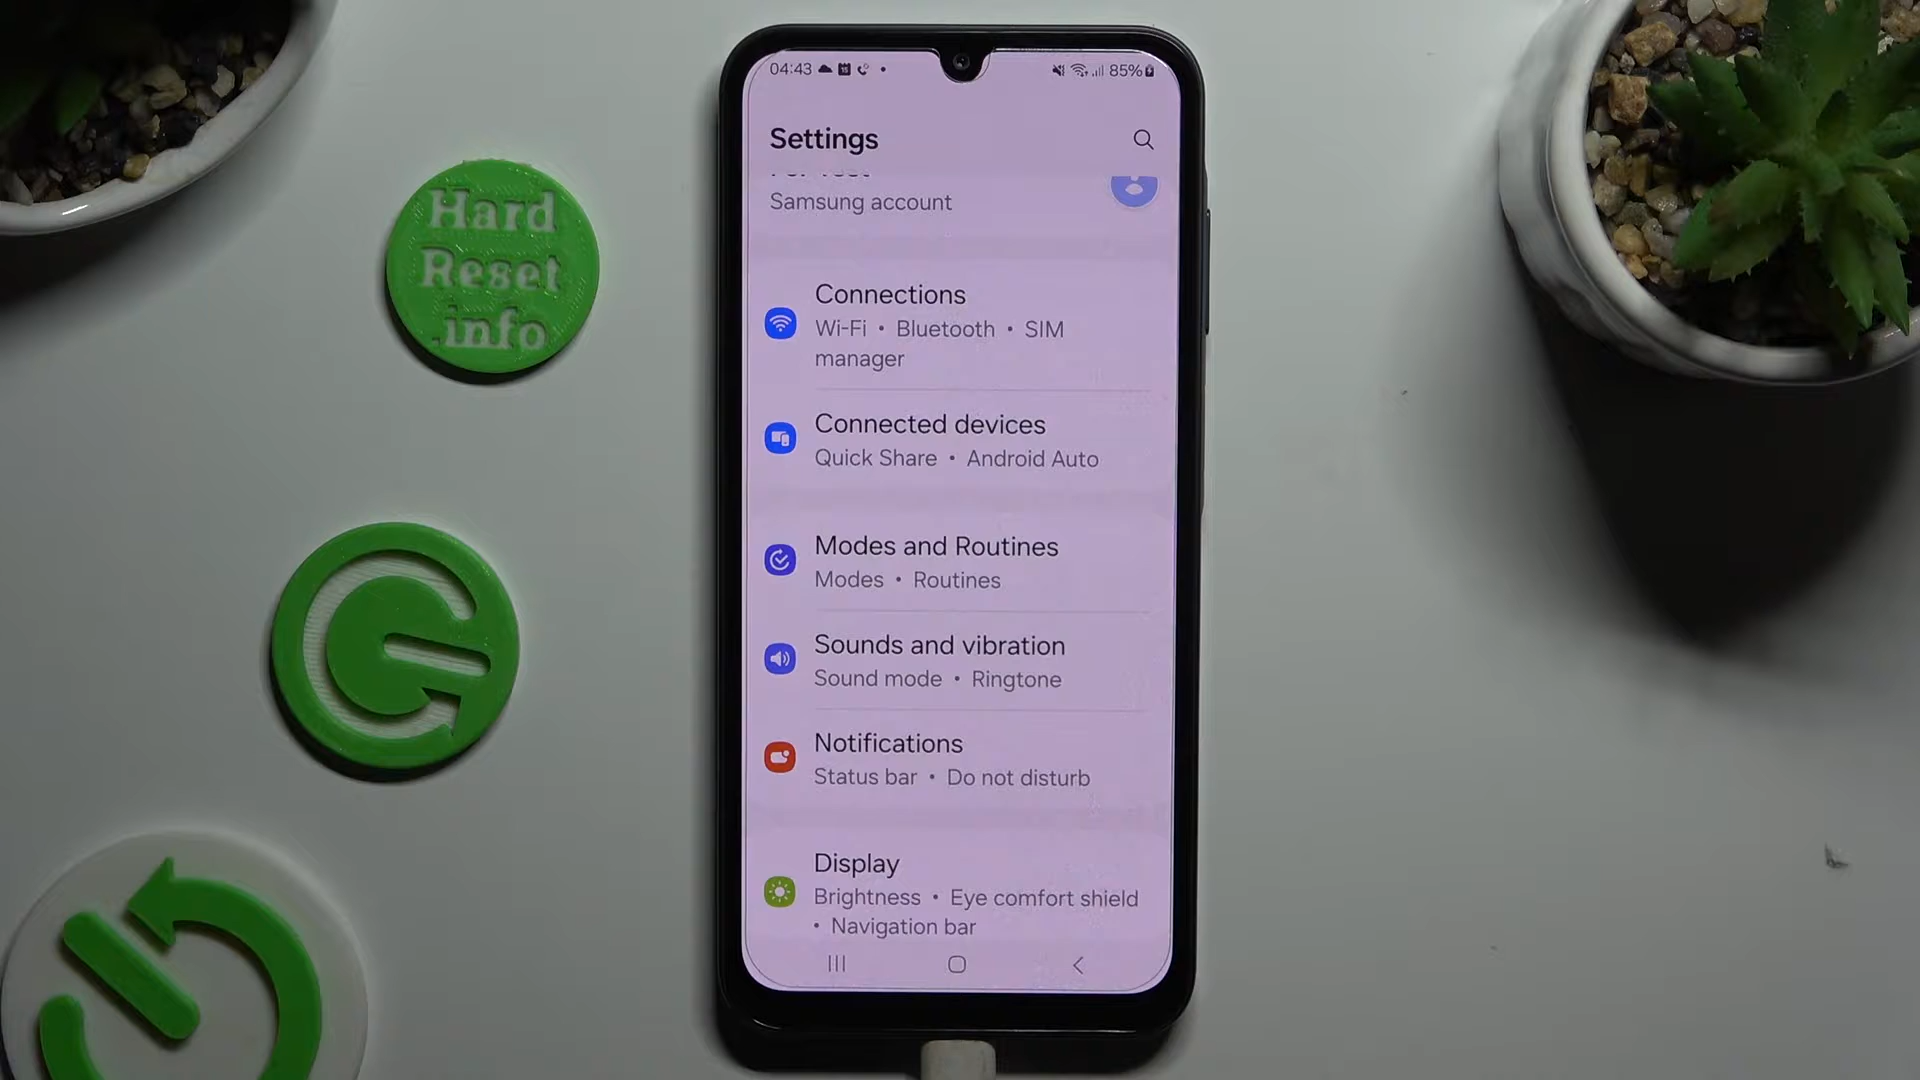 Hard
Reset
.info
04:43
85%
Settings
Samsung account
Connections
Wi-Fi • Bluetooth • SIM
manager
Connected devices
Quick Share • Android Auto
Modes and Routines
Modes • Routines
Sounds and vibration
Sound mode • Ringtone
Notifications
Status bar • Do not disturb
Display
Brightness • Eye comfort shield
• Navigation bar